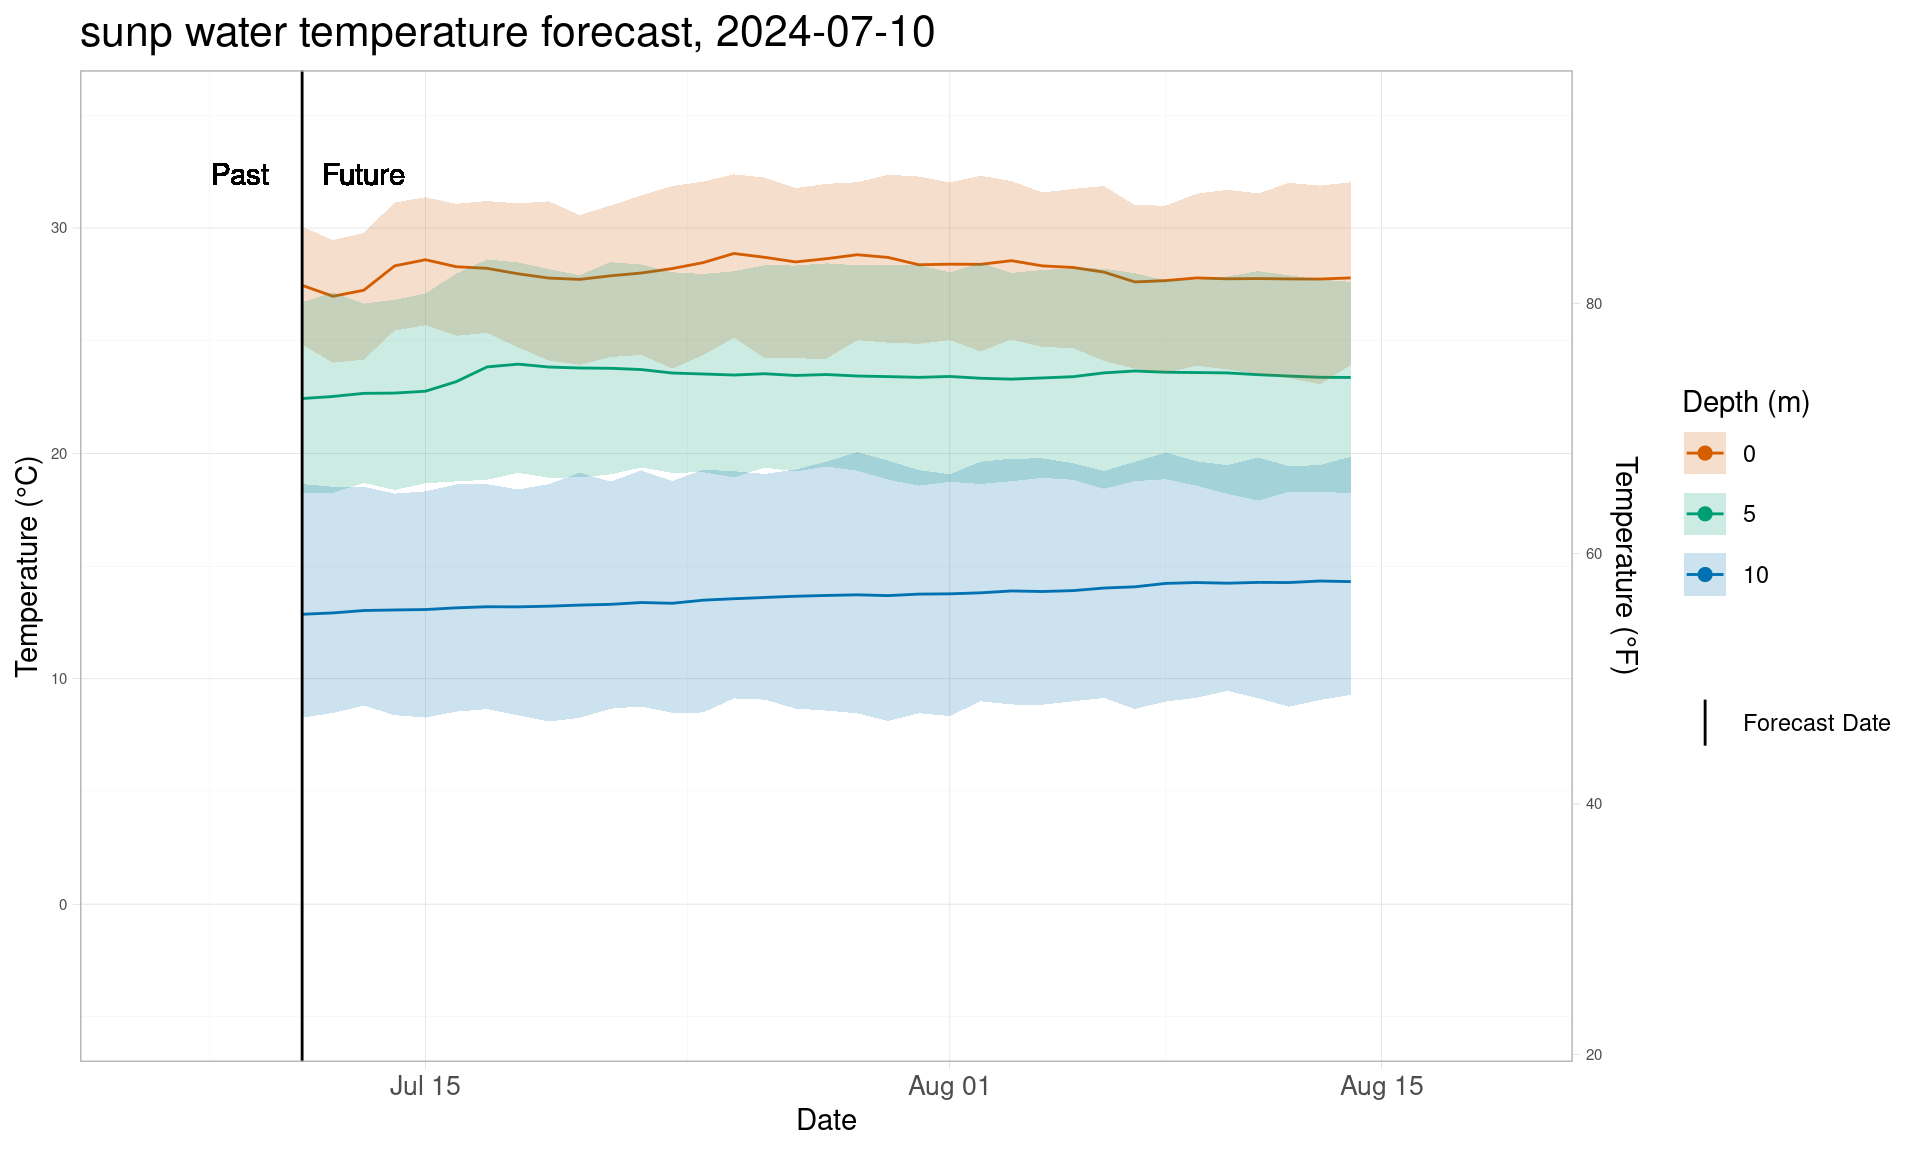 sunp water temperature forecast, 2024-07-10
Past
Future
30
20
10
0
Temperature (°C)
80
60
40
20
Temperature (°F)
Jul 15
Aug 01
Aug 15
Date
Depth (m)
0
5
10
Forecast Date